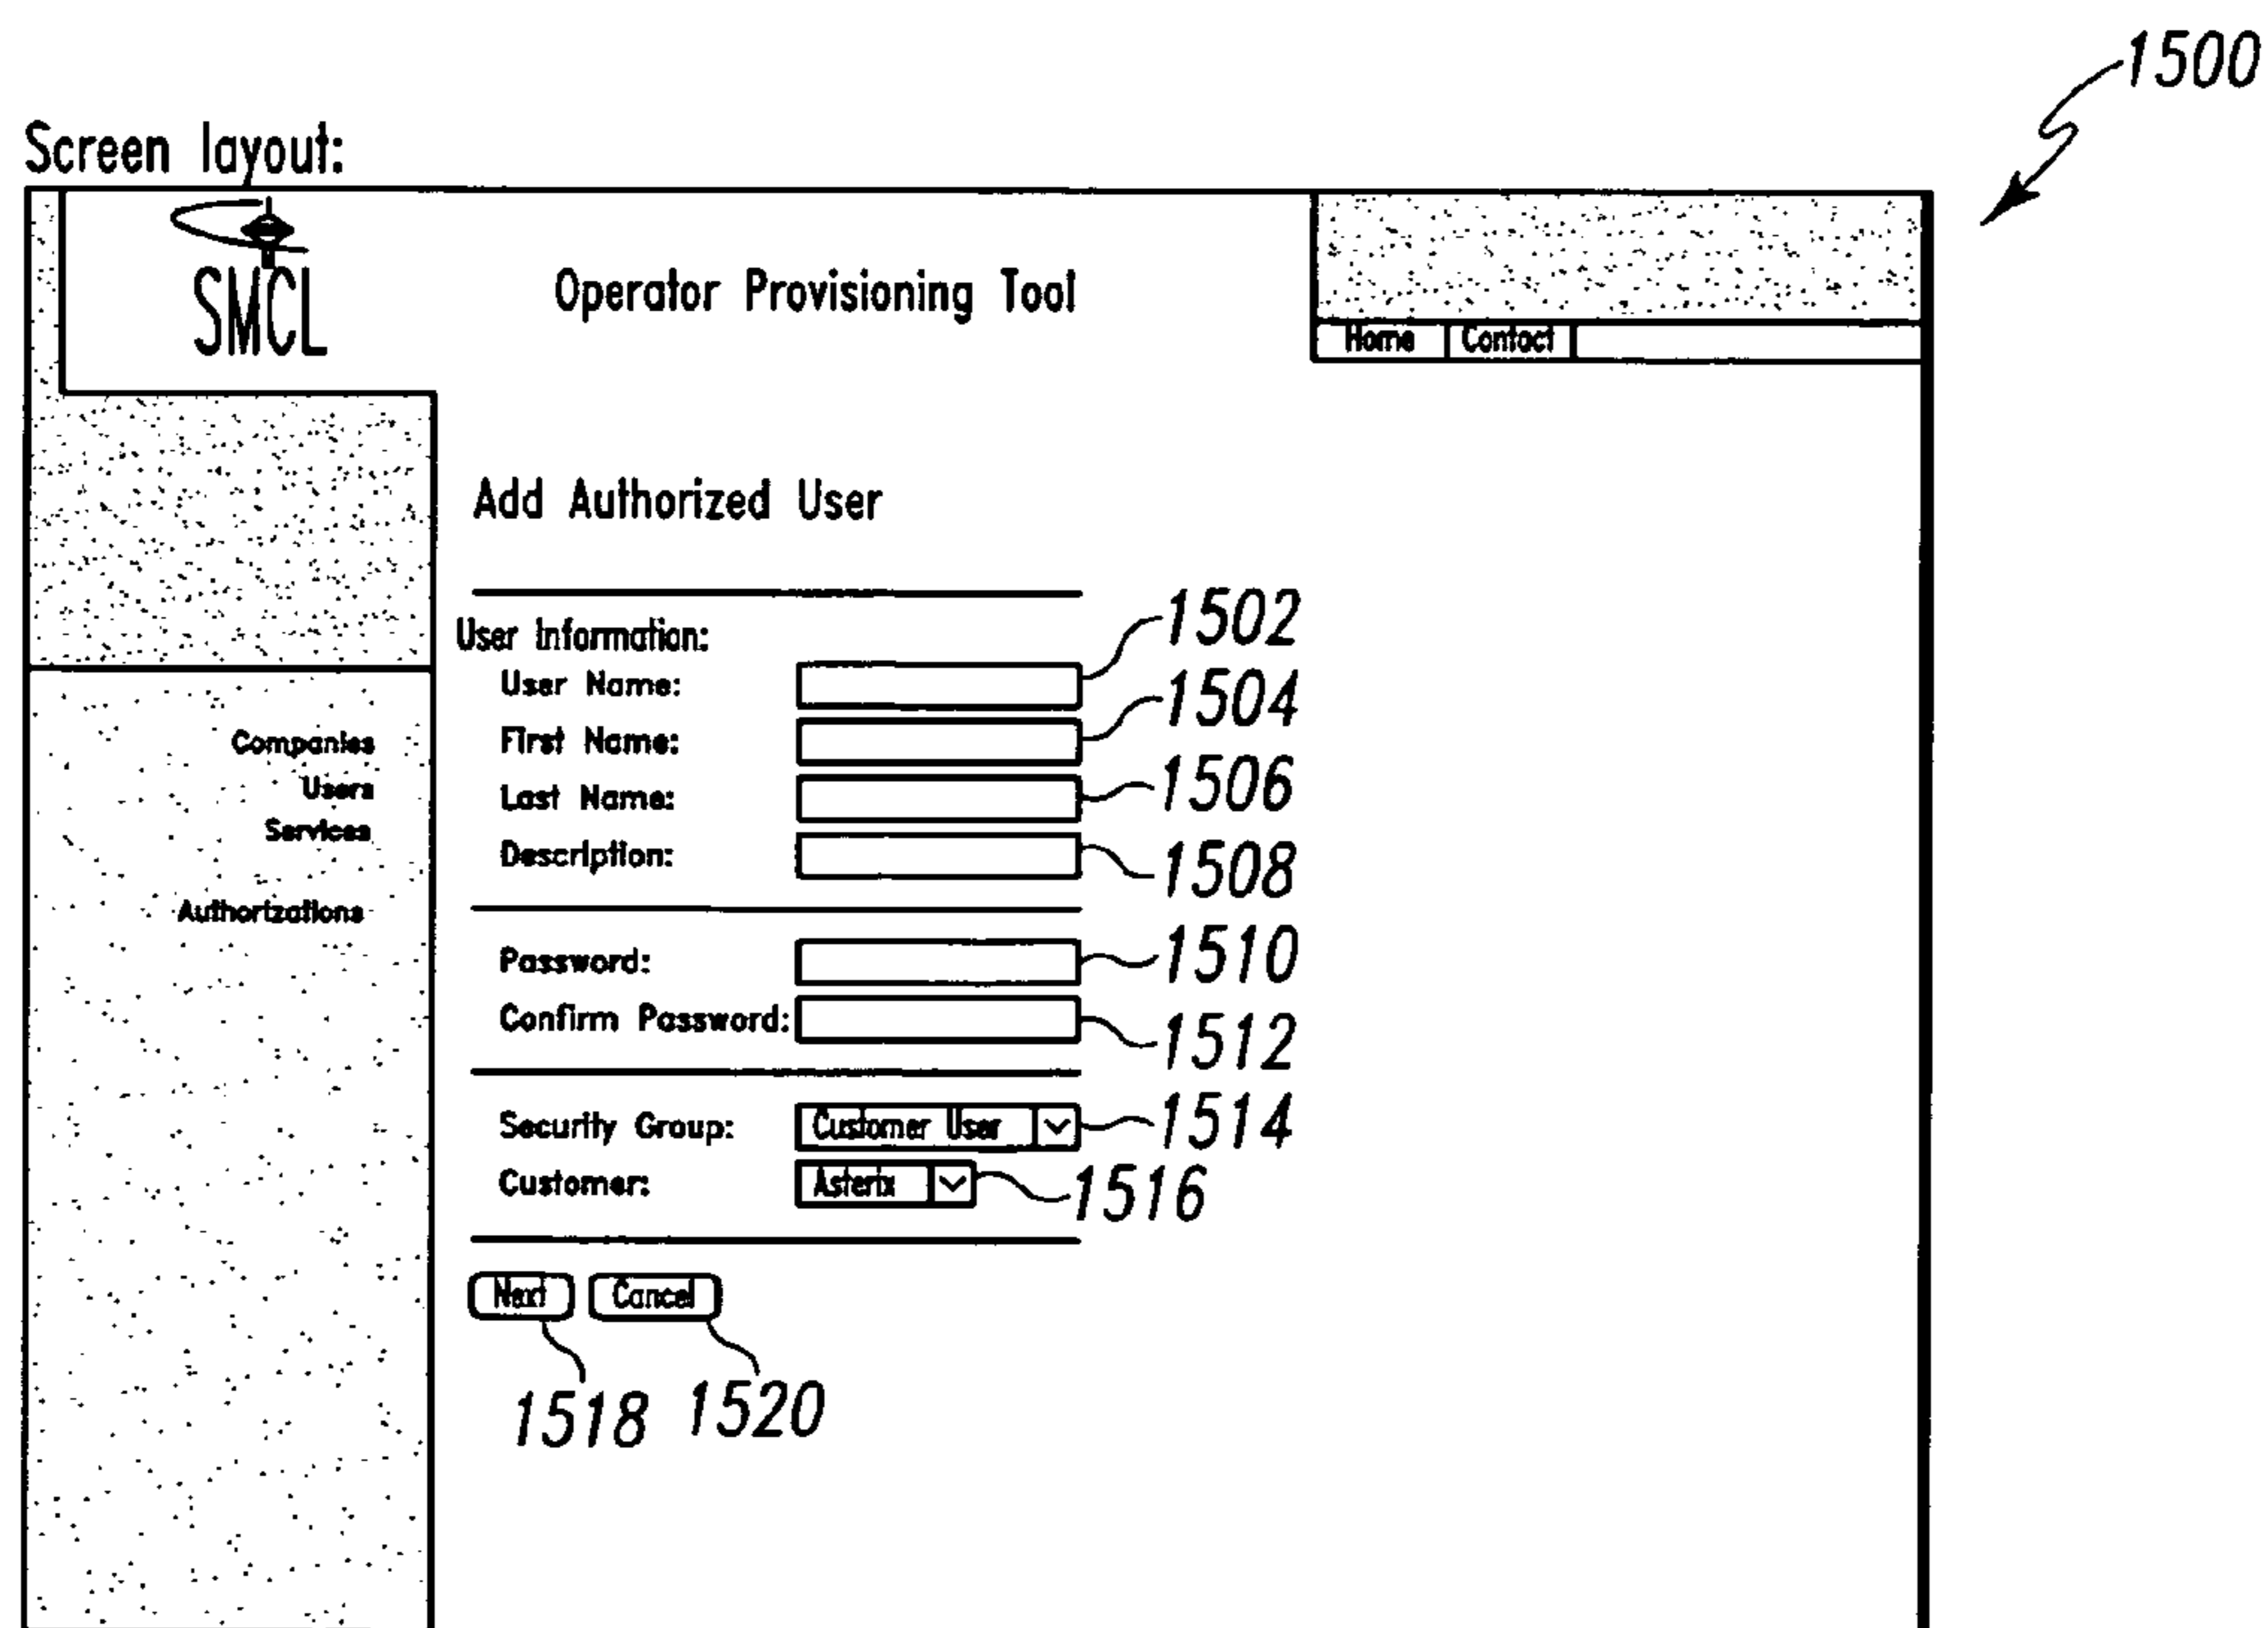 1500
Screen layout:
SMCL
Operator Provisioning Tool
Home Contact
Add Authorized User
User Information:
User Name: 1502
First Name: 1504
Last Name: 1506
Description: 1508
Companies
Users
Services
Authorizations
Password: 1510
Confirm Password: 1512
Security Group: Customer User 1514
Customer: Asterix 1516
Next Cancel
1518 1520